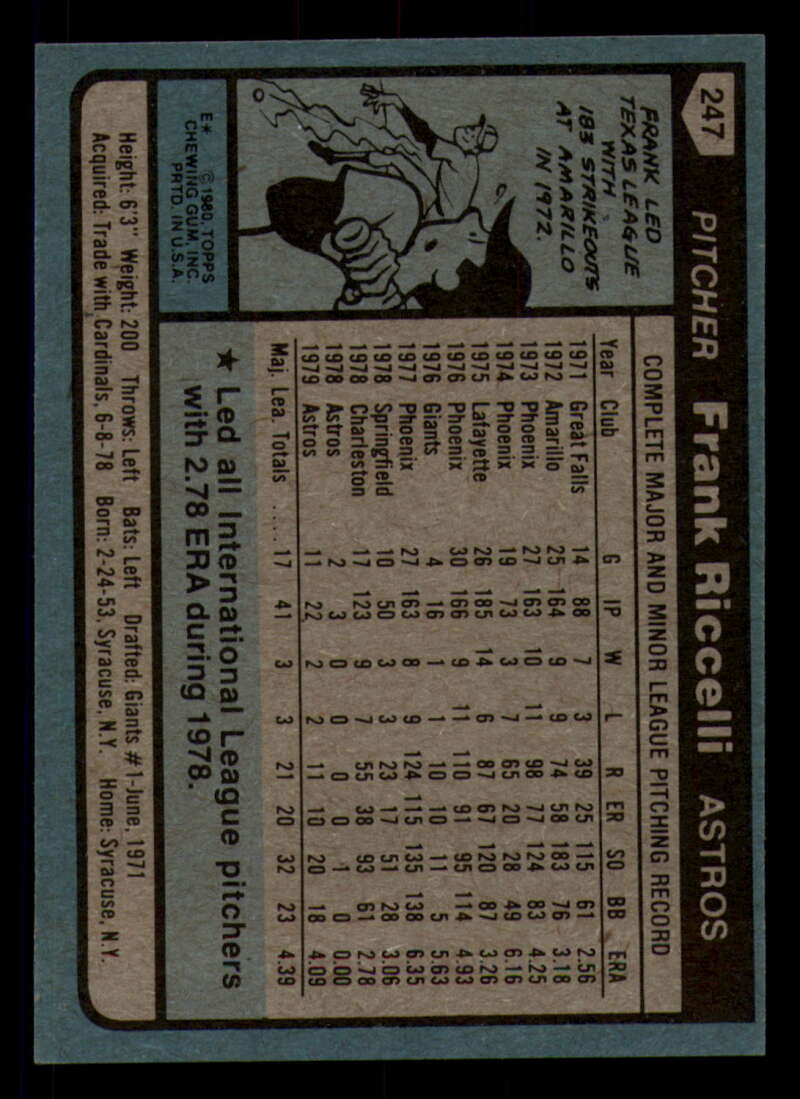 247
PITCHER Frank Riccelli ASTROS
FRANK LED
TEXAS LEAGUE
WITH
183 STRIKEOUTS
AT AMARILLO
IN 1972.
E* © 1980, TOPPS
CHEWING GUM, INC.
PRTD. IN U.S.A.
COMPLETE MAJOR AND MINOR LEAGUE PITCHING RECORD
Year Club G IP W L R ER SO BB ERA
1971 Great Falls 14 88 7 3 39 25 115 61 2.56
1972 Amarillo 25 164 9 9 74 58 183 76 3.18
1973 Phoenix 27 163 10 11 98 77 124 83 4.25
1974 Phoenix 19 73 3 7 65 20 28 49 6.16
1975 Lafayette 26 185 14 6 87 67 120 87 3.26
1976 Phoenix 30 166 9 11 110 91 95 114 4.93
1976 Giants 4 16 1 1 10 10 11 5 5.63
1977 Phoenix 27 163 8 9 124 115 135 138 6.35
1978 Springfield 10 50 3 3 23 17 51 28 3.06
1978 Charleston 17 123 9 7 55 38 93 61 2.78
1978 Astros 2 3 0 0 0 0 1 0 0.00
1979 Astros 11 22 2 2 11 10 20 18 4.09
Maj. Lea. Totals ..... 17 41 3 3 21 20 32 23 4.39
★ Led all International League pitchers
with 2.78 ERA during 1978.
Height: 6'3" Weight: 200 Throws: Left Bats: Left Drafted: Giants #1-June, 1971
Acquired: Trade with Cardinals, 6-8-78 Born: 2-24-53, Syracuse, N.Y. Home: Syracuse, N.Y.